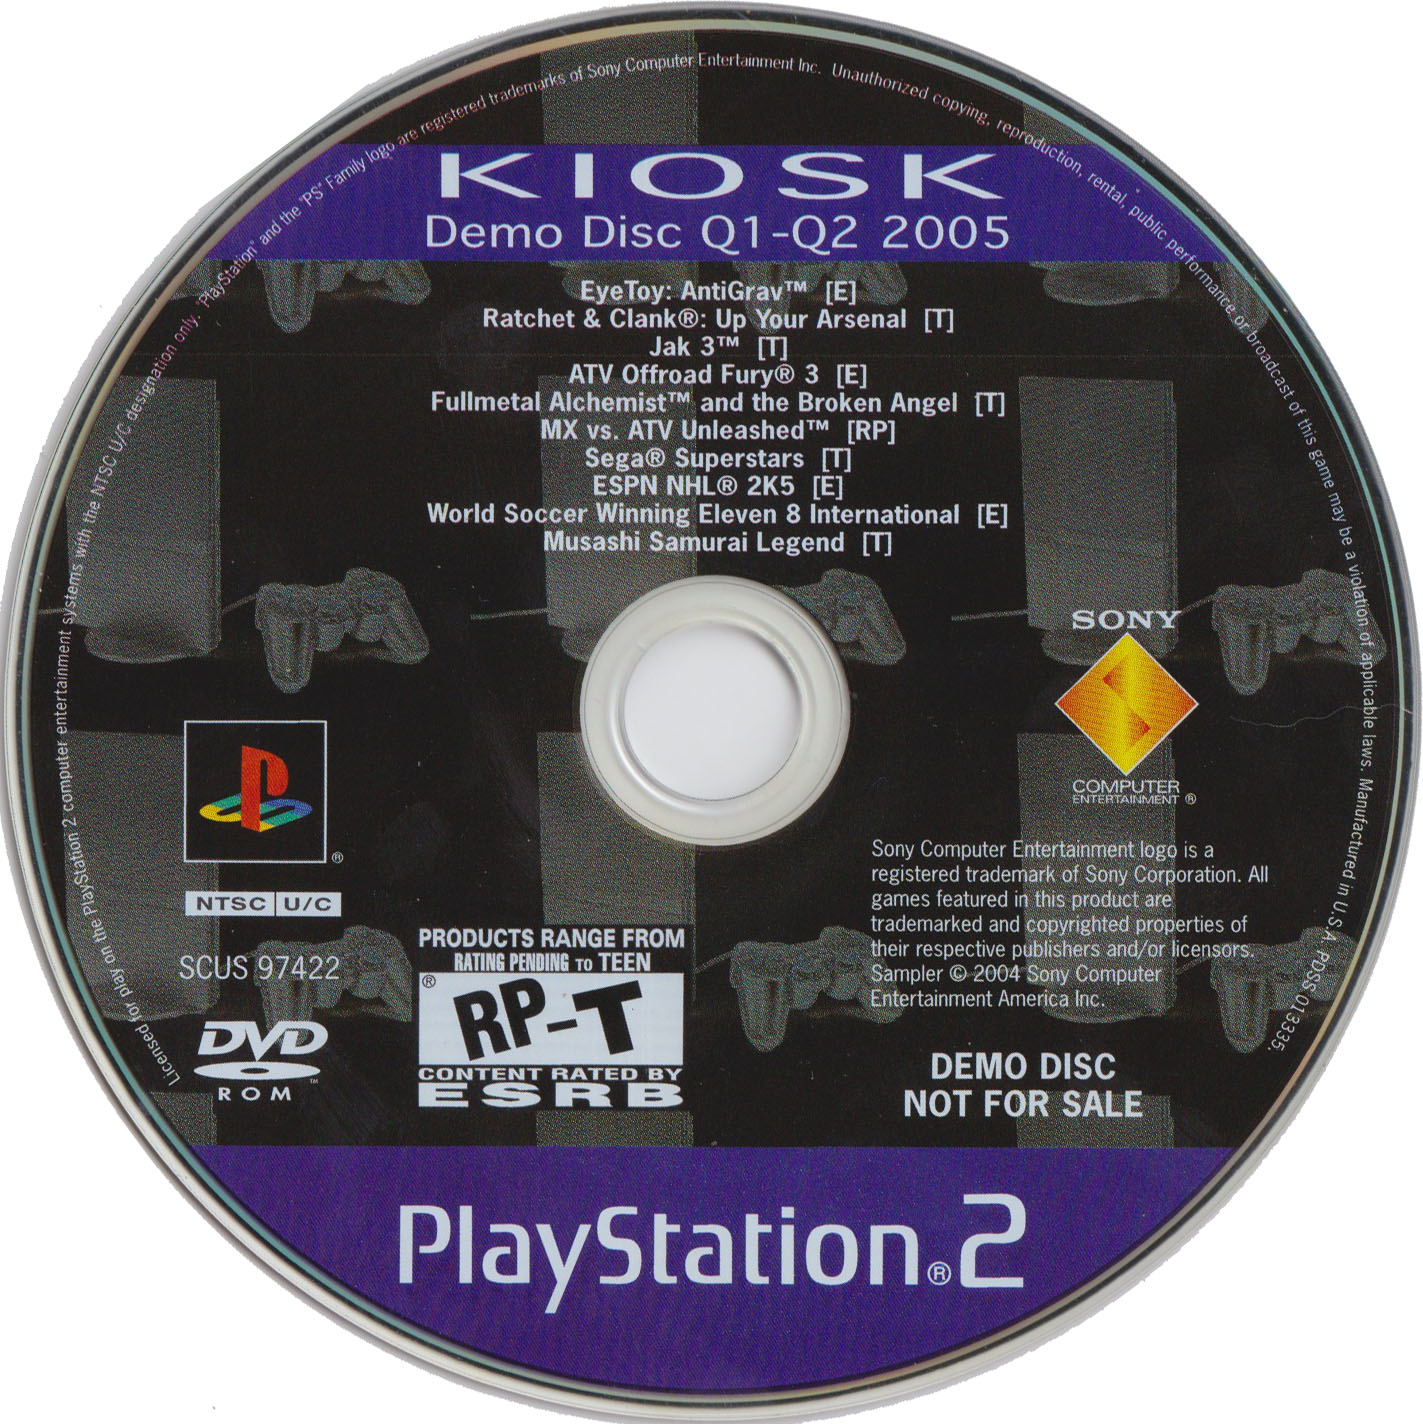 KIOSK
Demo Disc Q1-Q2 2005
EyeToy: AntiGrav™ [E]
Ratchet & Clank®: Up Your Arsenal [T]
Jak 3™ [T]
ATV Offroad Fury® 3 [E]
Fullmetal Alchemist™ and the Broken Angel [T]
MX vs. ATV Unleashed™ [RP]
Sega® Superstars [T]
ESPN NHL® 2K5 [E]
World Soccer Winning Eleven 8 International [E]
Musashi Samurai Legend [T]
SONY
COMPUTER
ENTERTAINMENT ®
®
NTSC U/C
SCUS 97422
DVD
ROM ™
PRODUCTS RANGE FROM
RATING PENDING TO TEEN
®
RP-T
CONTENT RATED BY
ESRB
Sony Computer Entertainment logo is a
registered trademark of Sony Corporation. All
games featured in this product are
trademarked and copyrighted properties of
their respective publishers and/or licensors.
Sampler © 2004 Sony Computer
Entertainment America Inc.
DEMO DISC
NOT FOR SALE
PlayStation®2
Licensed for play on the PlayStation 2 computer entertainment systems with the NTSC U/C designation only. "PlayStation" and the "PS" Family logo are registered trademarks of Sony Computer Entertainment Inc. Unauthorized copying, reproduction, rental, public performance or broadcast of this game may be a violation of applicable laws. Manufactured in U.S.A. PDSS 013335.